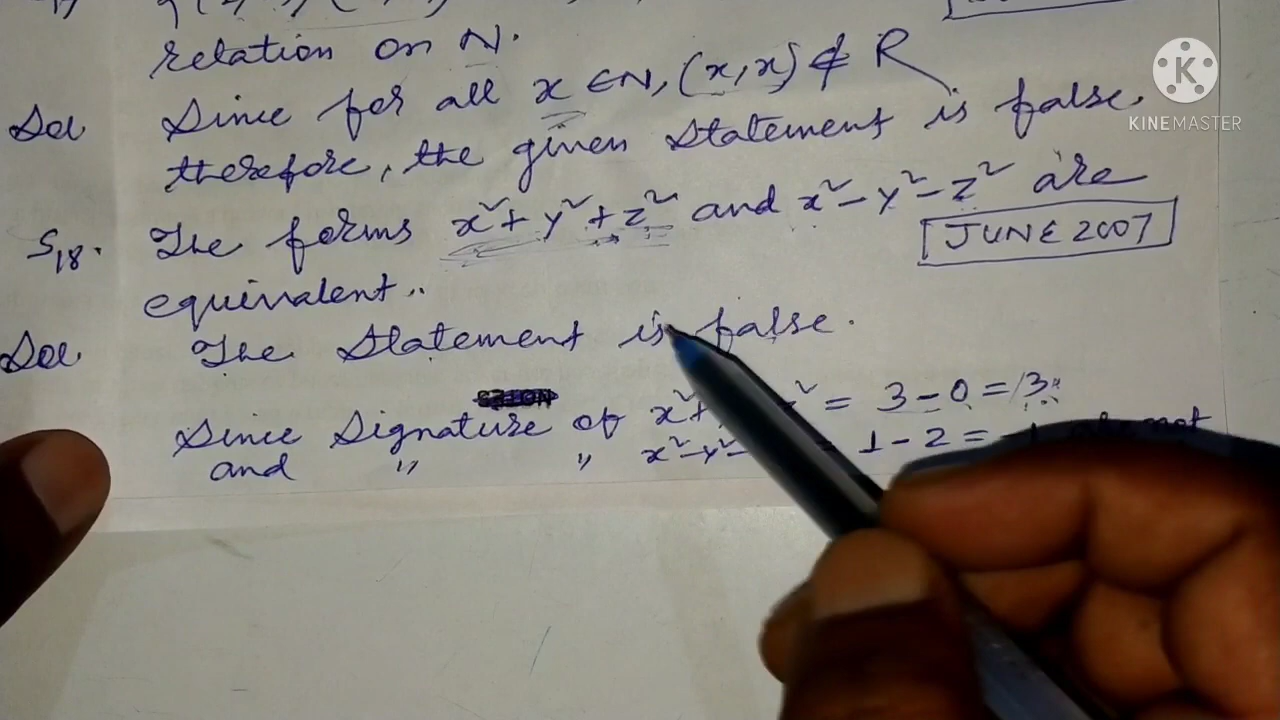 relation on N.
KINEMASTER
Sol Since for all x ∈ N, (x, x) ∉ R
therefore, the given statement is false.
S18. The forms x² + y² + z² and x² - y² - z² are
equivalent. JUNE 2007
Sol The statement is false.
Since Signature of x² + = 3 - 0 = 3
and " " x² - y² - = 1 - 2 = -1